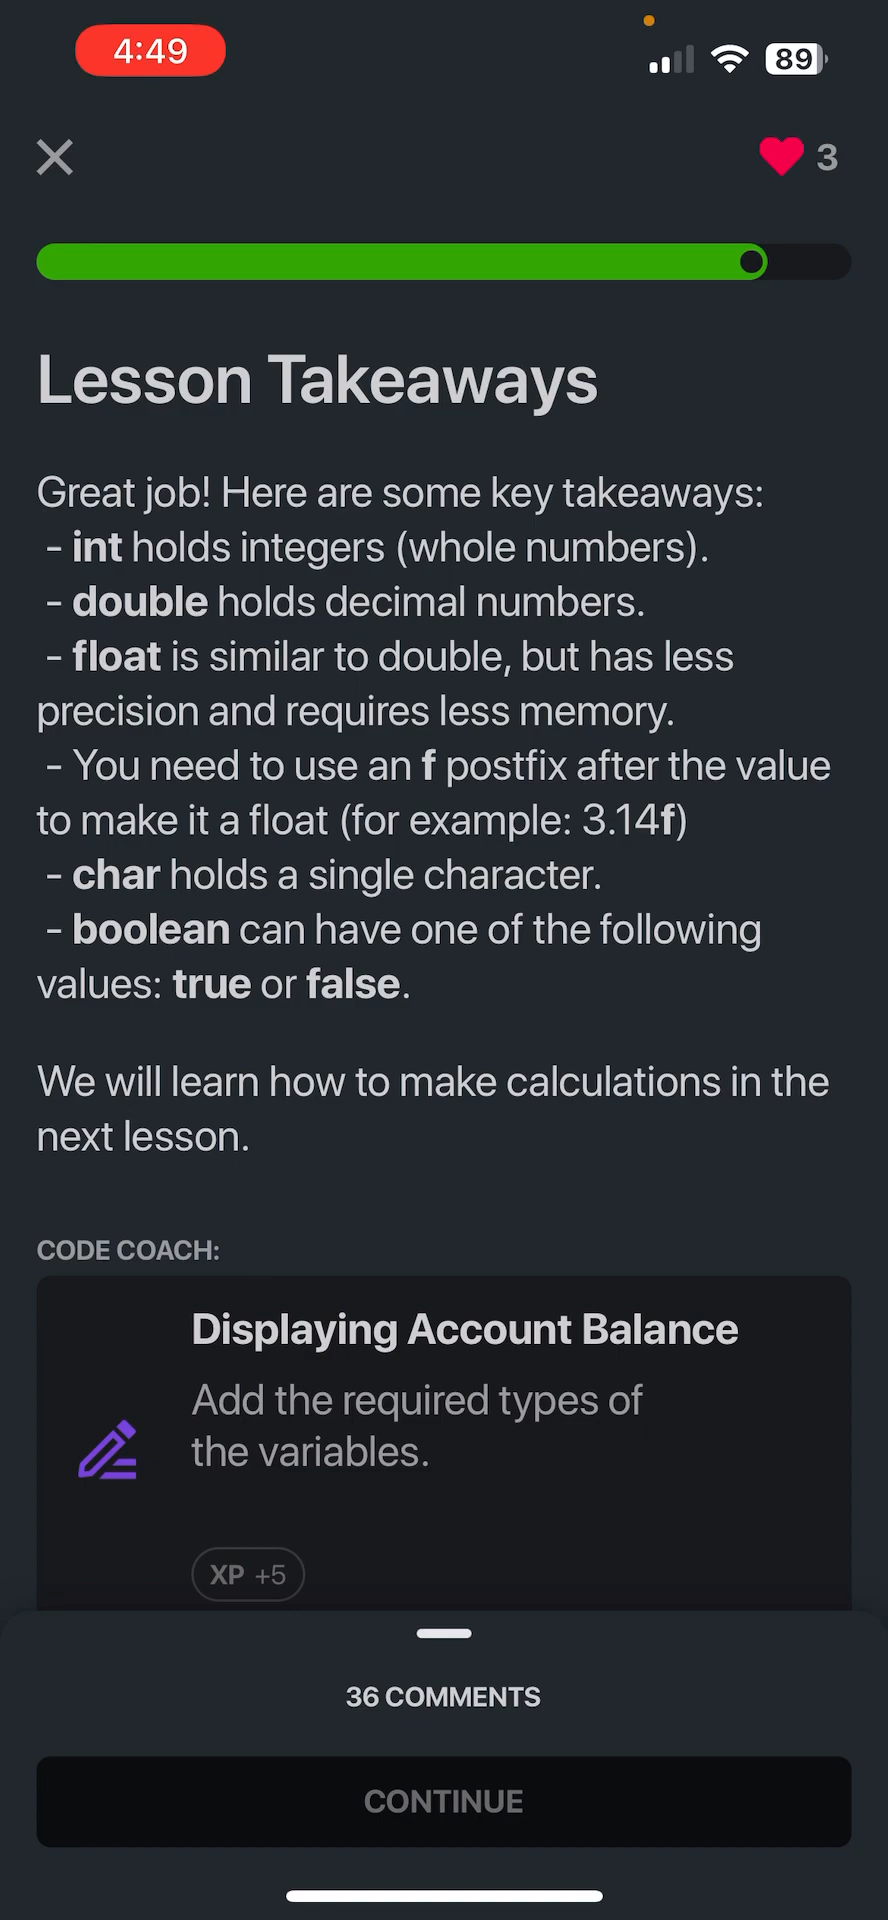 4:49
89
3
Lesson Takeaways
Great job! Here are some key takeaways:
- int holds integers (whole numbers).
- double holds decimal numbers.
- float is similar to double, but has less
precision and requires less memory.
- You need to use an f postfix after the value
to make it a float (for example: 3.14f)
- char holds a single character.
- boolean can have one of the following
values: true or false.
We will learn how to make calculations in the
next lesson.
CODE COACH:
Displaying Account Balance
Add the required types of
the variables.
XP +5
36 COMMENTS
CONTINUE